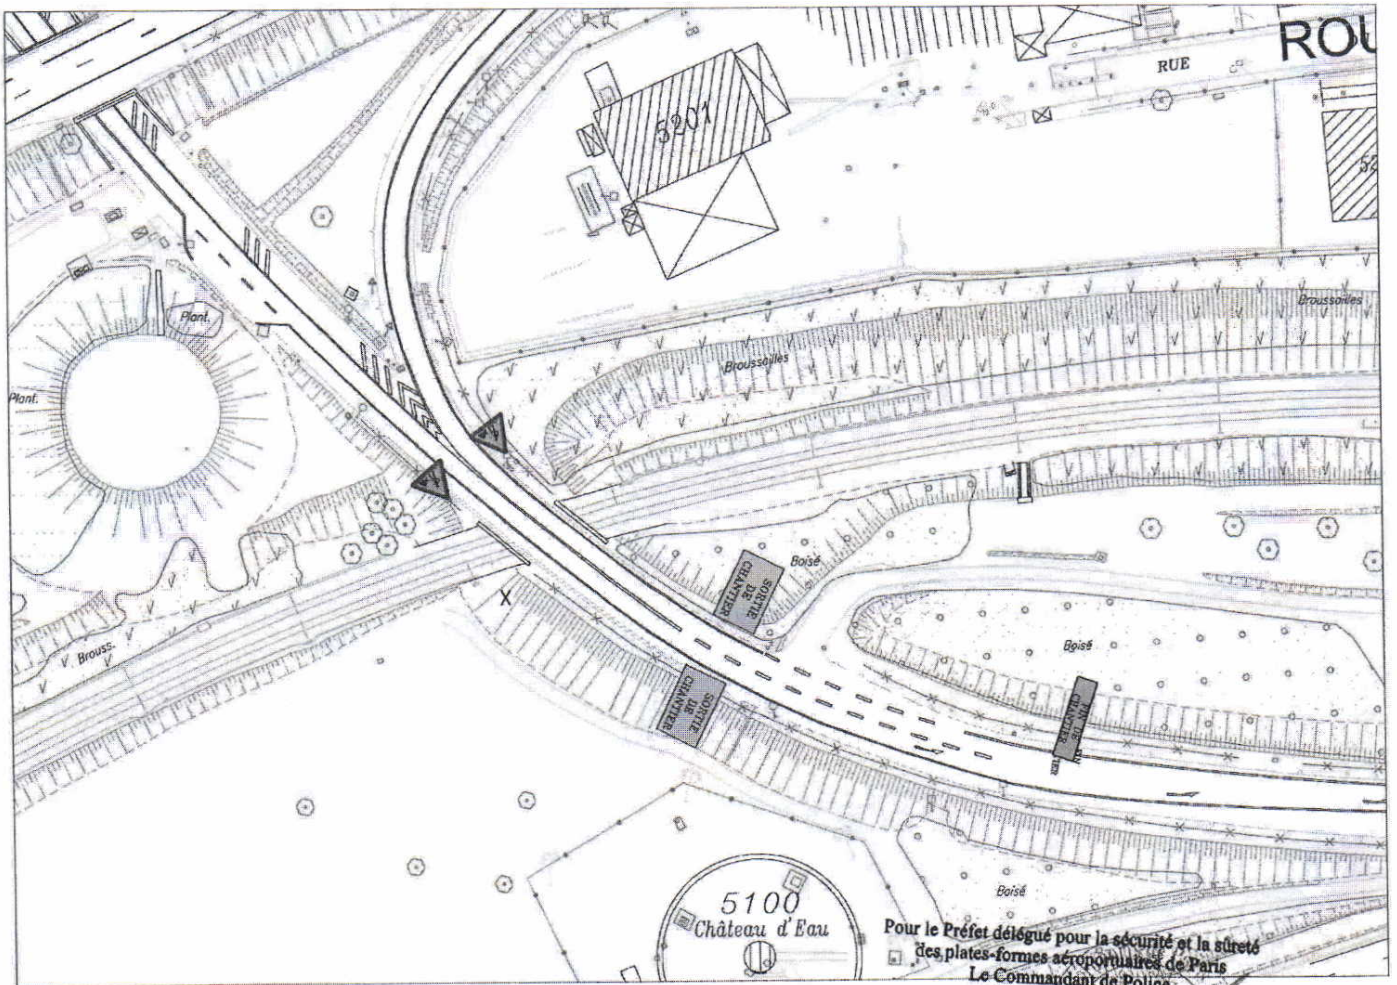 ROU
RUE
5201
52
Broussailles
Plant.
Broussailles
Plant.
Boisé
SORTIE
DE
CHANTIER
X
Boisé
Brouss.
SORTIE
DE
CHANTIER
FIN DE
CHANTIER
Boisé
5100
Château d'Eau
Pour le Préfet délégué pour la sécurité et la sûreté
des plates-formes aéroportuaires de Paris
Le Commandant de Police